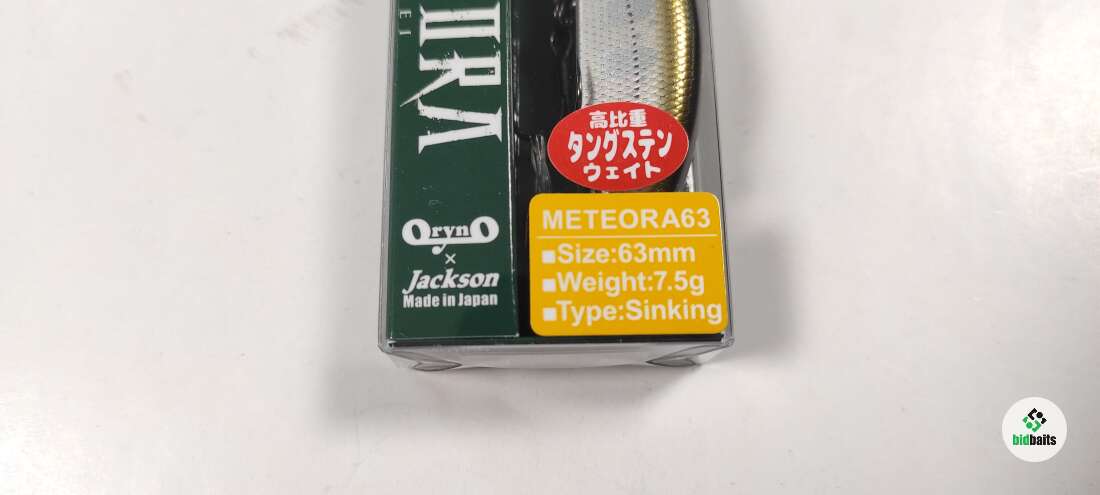 EI
高比重
タングステン
ウェイト
OrynO
×
Jackson
Made in Japan
METEORA63
■Size:63mm
■Weight:7.5g
■Type:Sinking
bidbaits